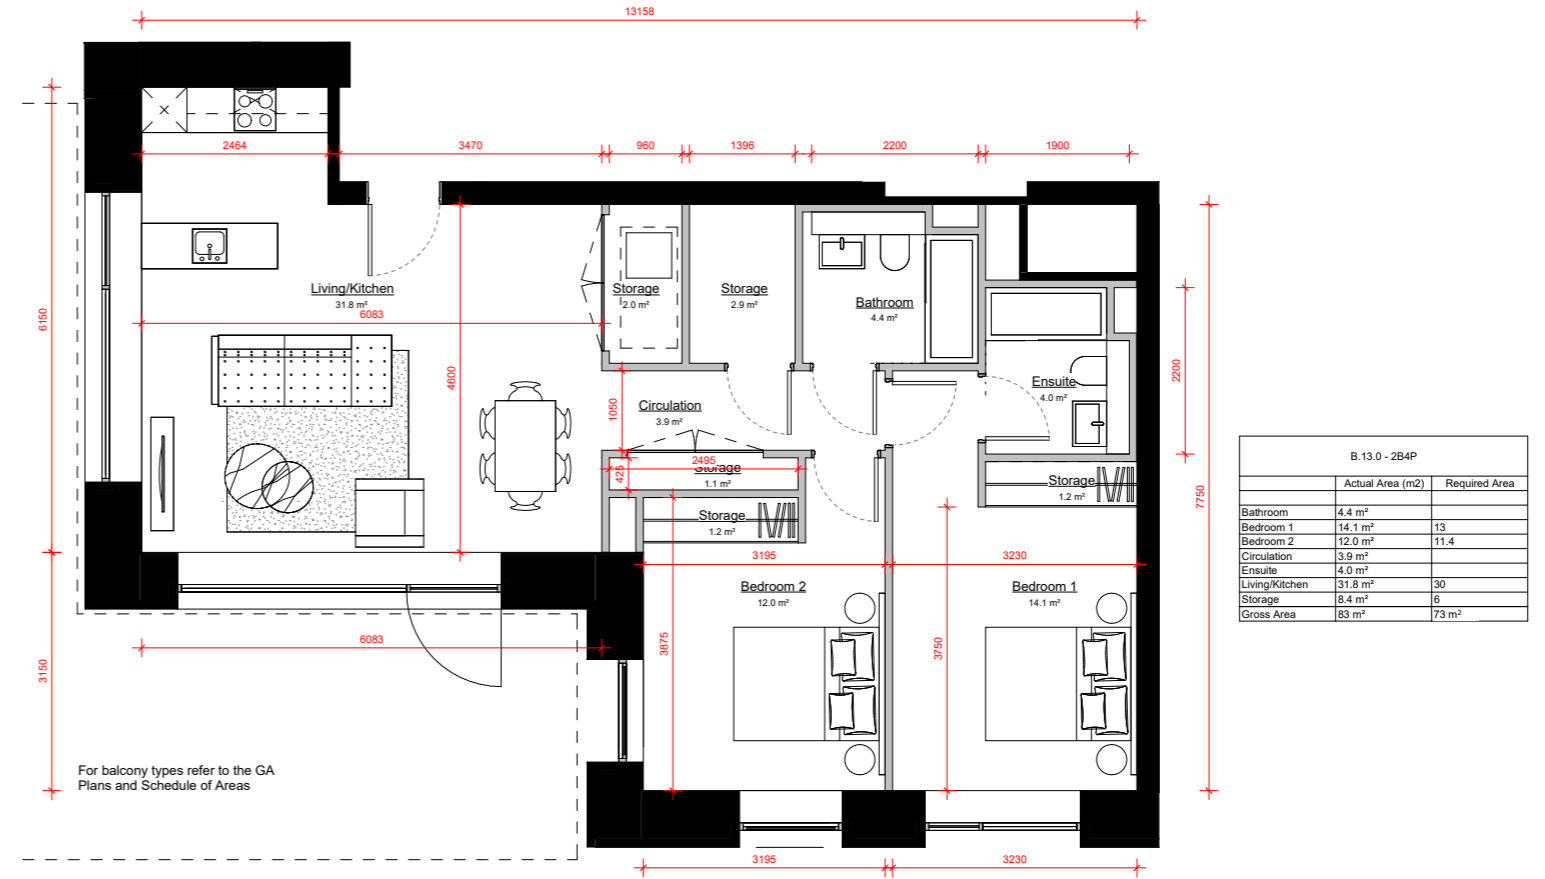 13158
2464
3470
960
1396
2200
1900
Living/Kitchen
31.8 m²
6083
6150
4600
Storage
2.0 m²
Storage
2.9 m²
Bathroom
4.4 m²
Ensuite
4.0 m²
2200
Circulation
3.9 m²
1050
2495
425
Storage
1.1 m²
Storage
1.2 m²
Storage
1.2 m²
7750
3195
3230
Bedroom 2
12.0 m²
Bedroom 1
14.1 m²
3875
3750
6083
3150
For balcony types refer to the GA
Plans and Schedule of Areas
3195
3230
B.13.0 - 2B4P
Actual Area (m2) Required Area
Bathroom 4.4 m²
Bedroom 1 14.1 m² 13
Bedroom 2 12.0 m² 11.4
Circulation 3.9 m²
Ensuite 4.0 m²
Living/Kitchen 31.8 m² 30
Storage 8.4 m² 6
Gross Area 83 m² 73 m²